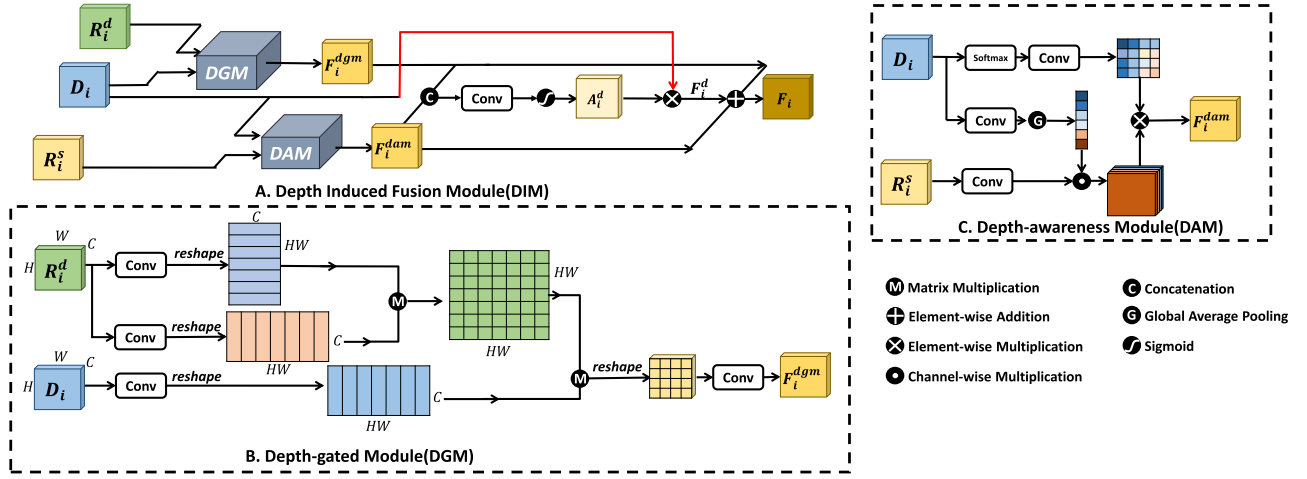 R_i^d
D_i
R_i^s
DGM
DAM
F_i^{dgm}
F_i^{dam}
C
Conv
A_i^d
F_i^d
F_i
A. Depth Induced Fusion Module(DIM)
W
C
H
R_i^d
Conv
reshape
C
HW
Conv
reshape
HW
C
M
HW
HW
W
C
H
D_i
Conv
reshape
HW
C
M
reshape
Conv
F_i^{dgm}
B. Depth-gated Module(DGM)
D_i
Softmax
Conv
Conv
G
R_i^s
Conv
F_i^{dam}
C. Depth-awareness Module(DAM)
M Matrix Multiplication
Element-wise Addition
Element-wise Multiplication
Channel-wise Multiplication
C Concatenation
G Global Average Pooling
Sigmoid